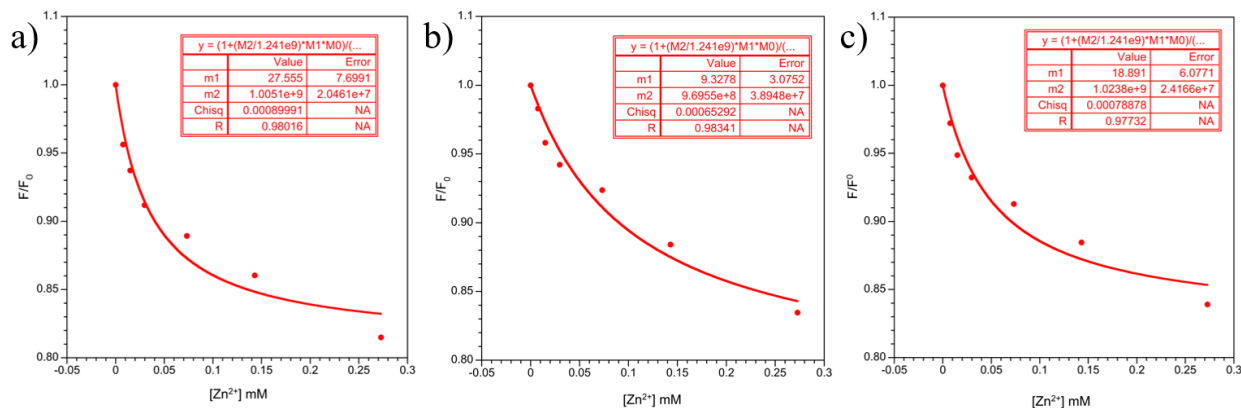 a)
1.1
1.0
0.95
0.90
0.85
0.80
F/F0
y = (1+(M2/1.241e9)*M1*M0)/(...
Value Error
m1 27.555 7.6991
m2 1.0051e+9 2.0461e+7
Chisq 0.00089991 NA
R 0.98016 NA
-0.05 0 0.05 0.1 0.15 0.2 0.25 0.3
[Zn²⁺] mM
b)
1.1
1.0
0.95
0.90
0.85
0.80
F/F₀
y = (1+(M2/1.241e9)*M1*M0)/(...
Value Error
m1 9.3278 3.0752
m2 9.6955e+8 3.8948e+7
Chisq 0.00065292 NA
R 0.98341 NA
-0.05 0 0.05 0.1 0.15 0.2 0.25 0.3
[Zn²⁺] mM
c)
1.1
1.0
0.95
0.90
0.85
0.80
F/F⁰
y = (1+(M2/1.241e9)*M1*M0)/(...
Value Error
m1 18.891 6.0771
m2 1.0238e+9 2.4166e+7
Chisq 0.00078878 NA
R 0.97732 NA
-0.05 0 0.05 0.1 0.15 0.2 0.25 0.3
[Zn²⁺] mM